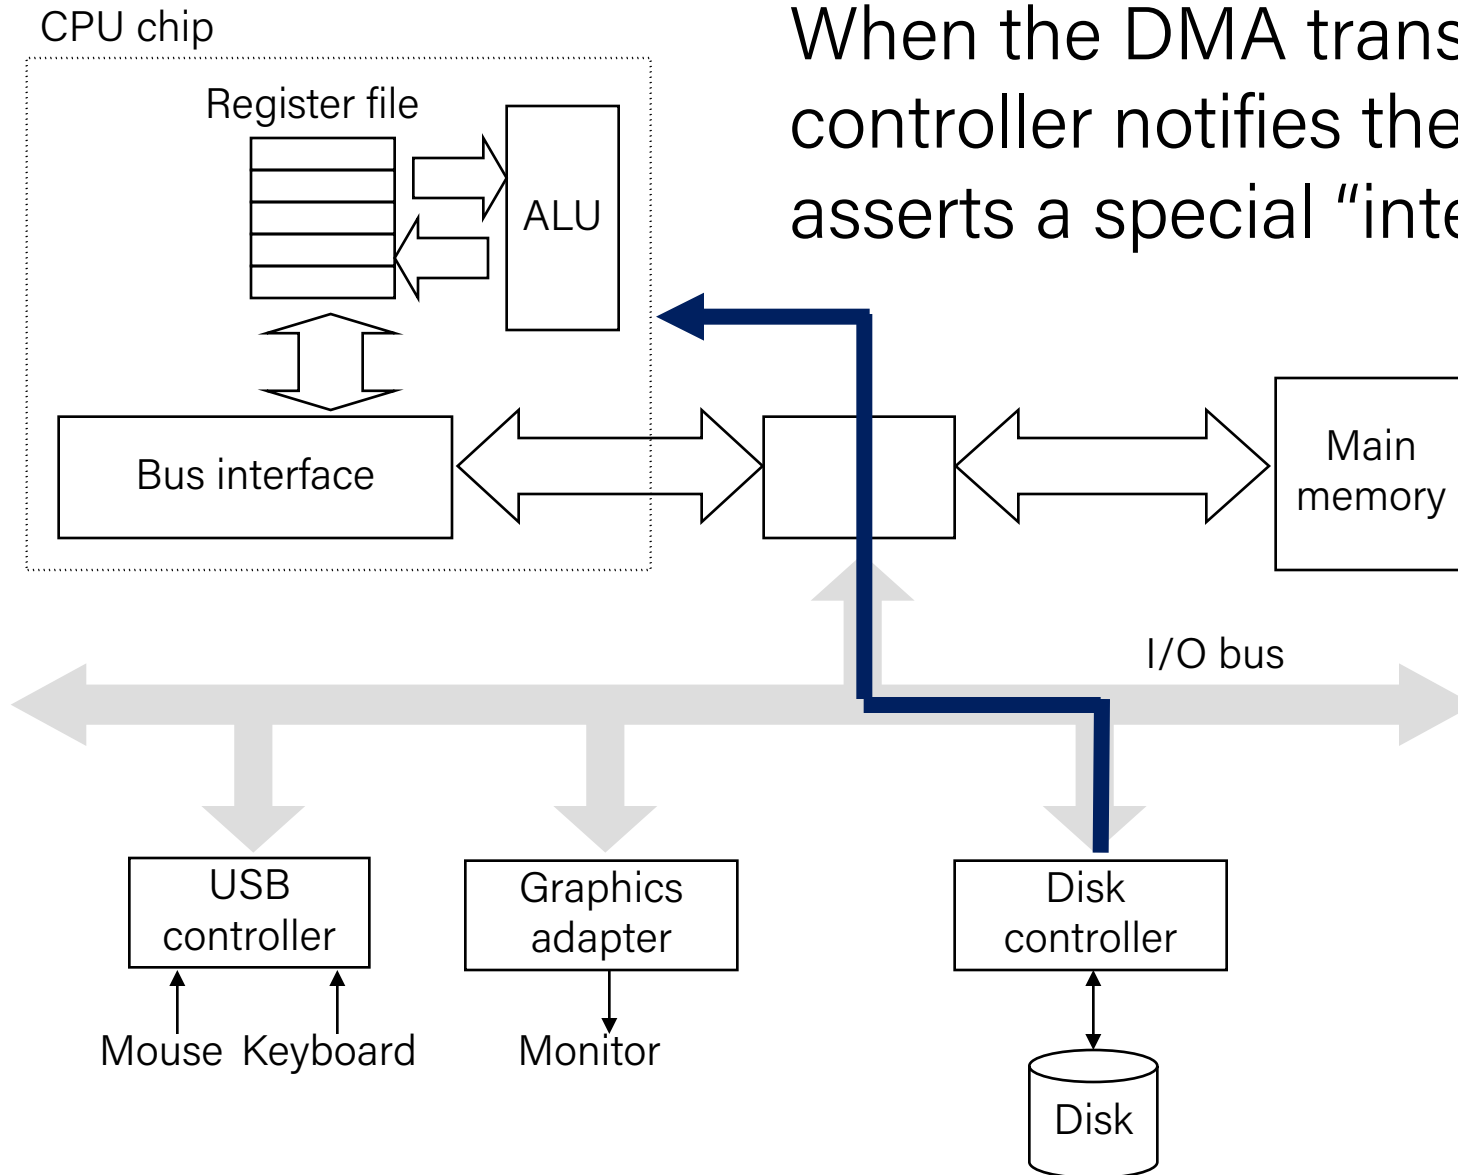 CPU chip
When the DMA trans
controller notifies the
asserts a special “inte
Register file
ALU
Bus interface
Main
memory
I/O bus
USB
controller
Graphics
adapter
Disk
controller
Mouse Keyboard
Monitor
Disk